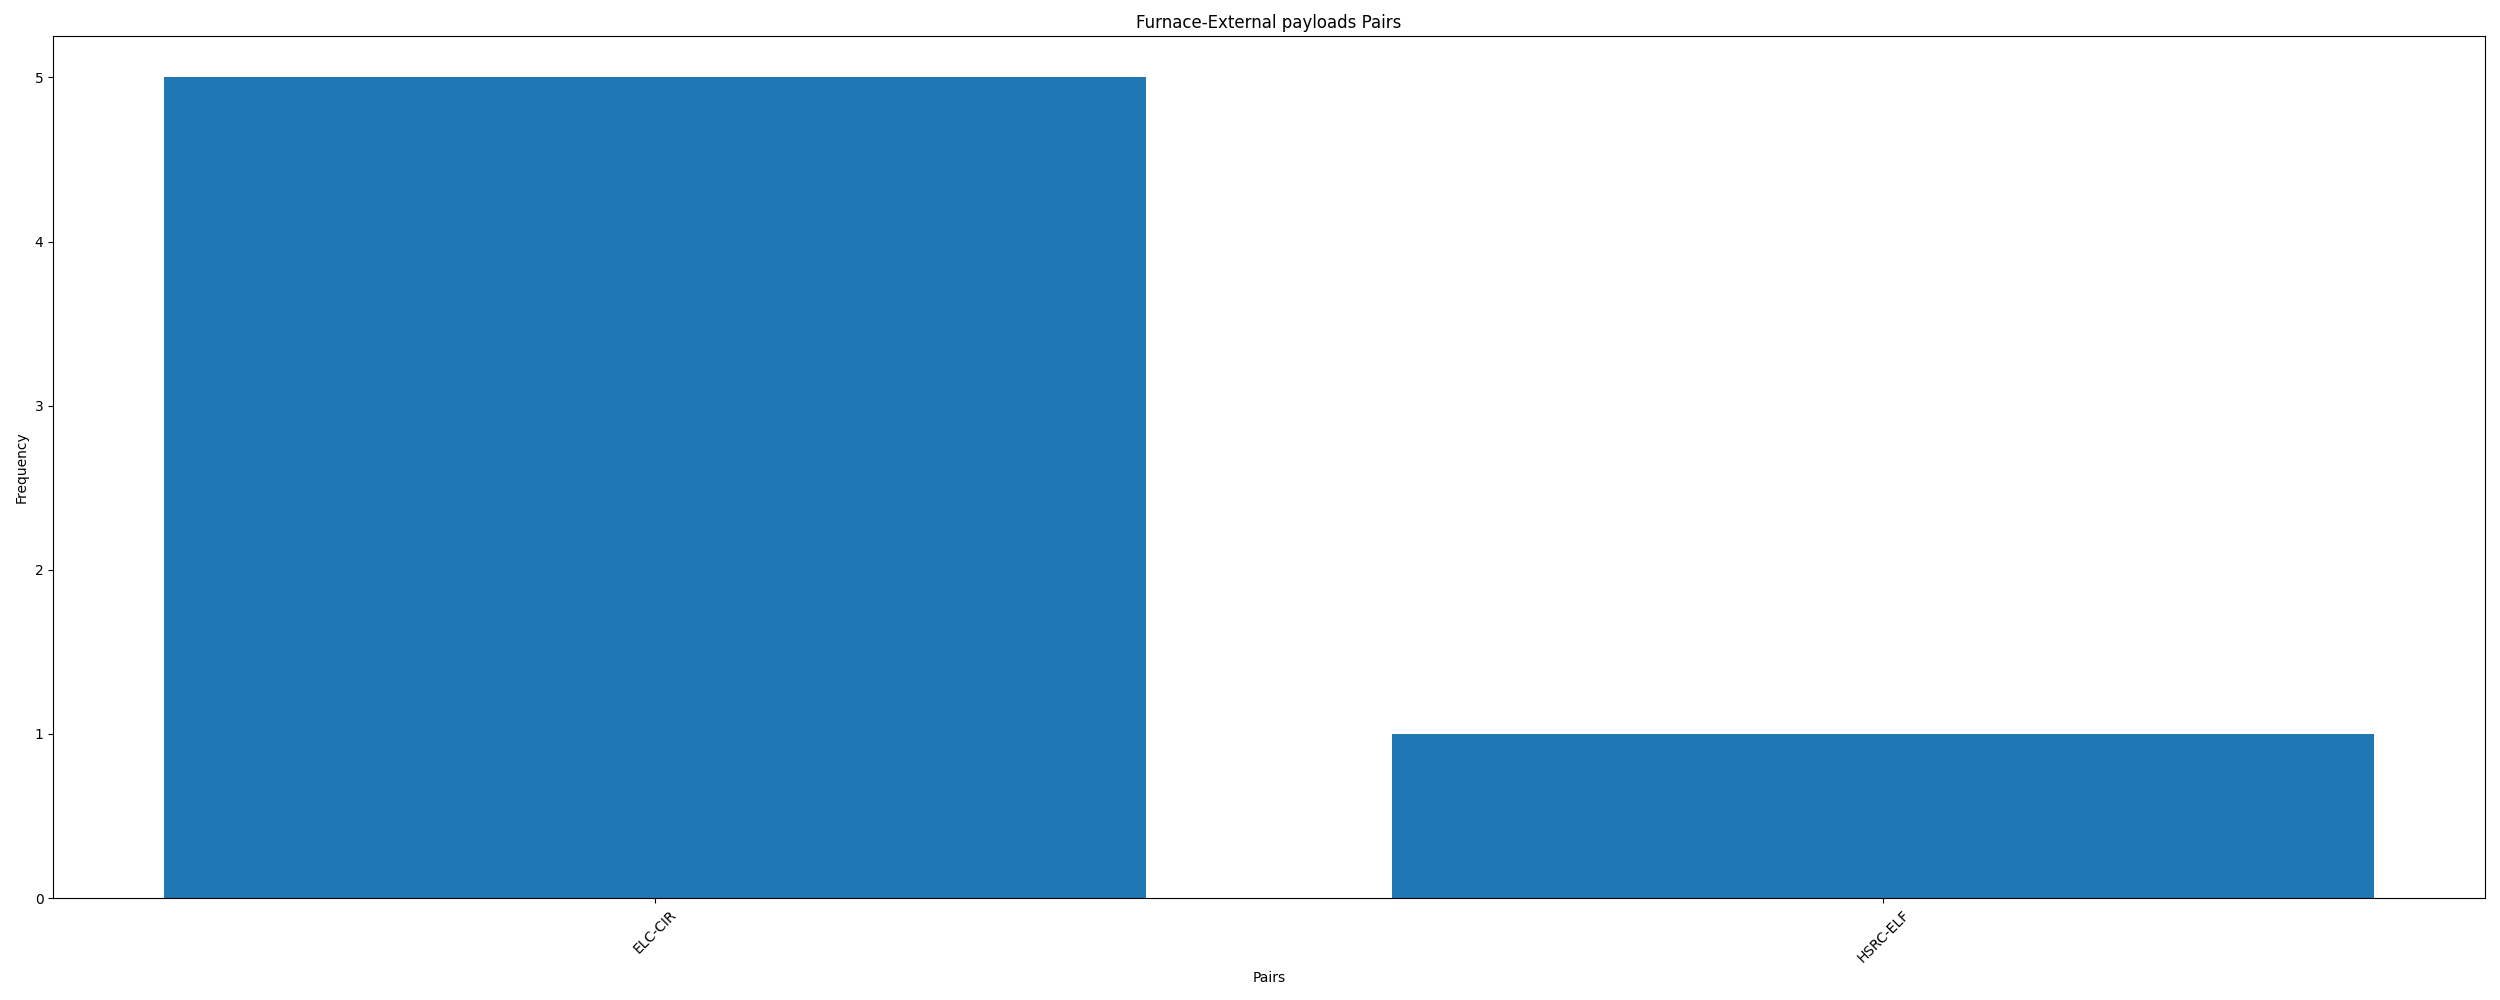 Furnace-External payloads Pairs
5
4
3
2
1
0
Frequency
ELC-CIR
HSRC-ELF
Pairs